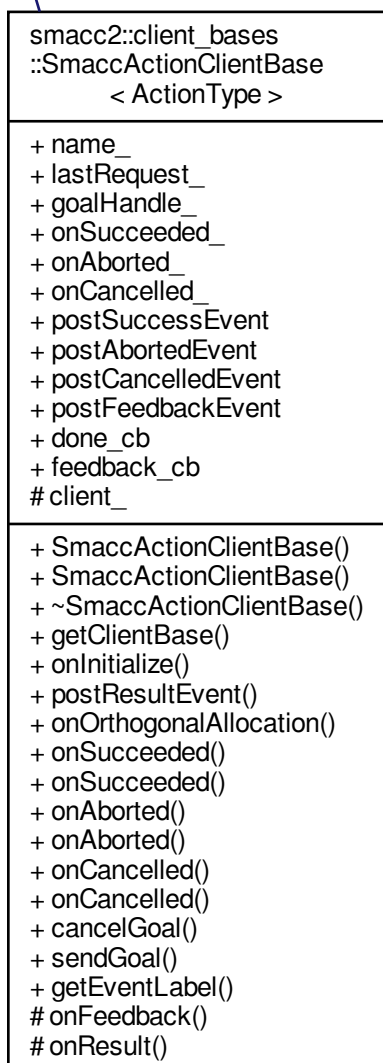 smacc2::client_bases
::SmaccActionClientBase
< ActionType >
+ name_
+ lastRequest_
+ goalHandle_
+ onSucceeded_
+ onAborted_
+ onCancelled_
+ postSuccessEvent
+ postAbortedEvent
+ postCancelledEvent
+ postFeedbackEvent
+ done_cb
+ feedback_cb
# client_
+ SmaccActionClientBase()
+ SmaccActionClientBase()
+ ~SmaccActionClientBase()
+ getClientBase()
+ onInitialize()
+ postResultEvent()
+ onOrthogonalAllocation()
+ onSucceeded()
+ onSucceeded()
+ onAborted()
+ onAborted()
+ onCancelled()
+ onCancelled()
+ cancelGoal()
+ sendGoal()
+ getEventLabel()
# onFeedback()
# onResult()